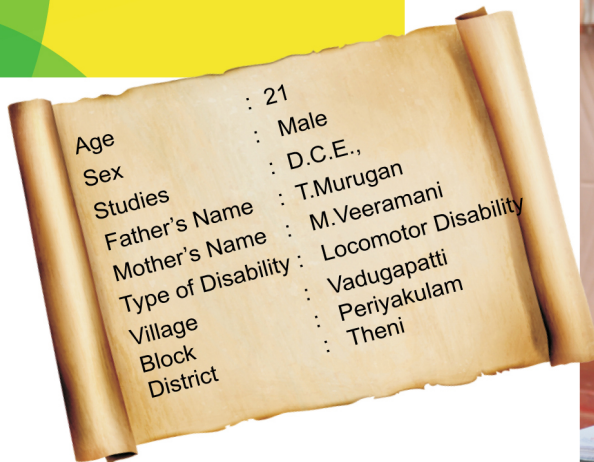 Age : 21
Sex : Male
Studies : D.C.E.,
Father's Name : T.Murugan
Mother's Name : M.Veeramani
Type of Disability : Locomotor Disability
Village : Vadugapatti
Block : Periyakulam
District : Theni